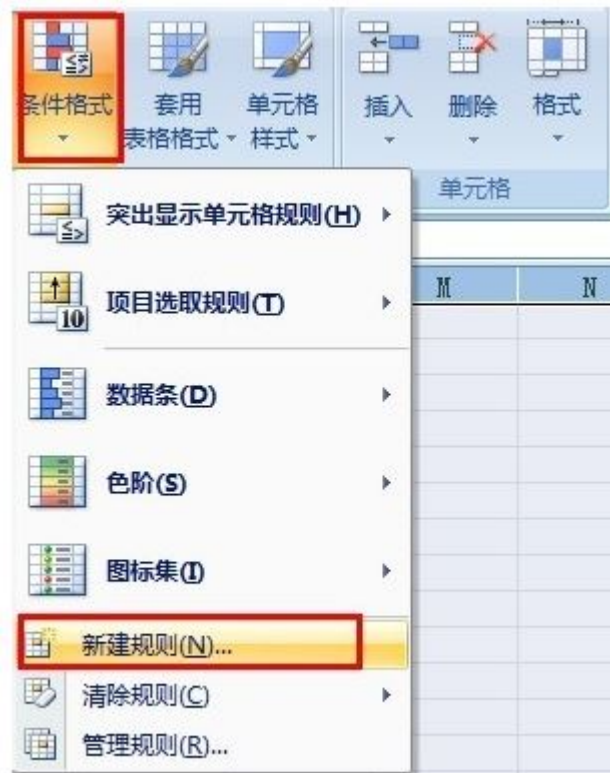 条件格式
套用
表格格式
单元格
样式
插入
删除
格式
单元格
突出显示单元格规则(H)
M N
10
项目选取规则(T)
数据条(D)
色阶(S)
图标集(I)
新建规则(N)...
清除规则(C)
管理规则(R)...